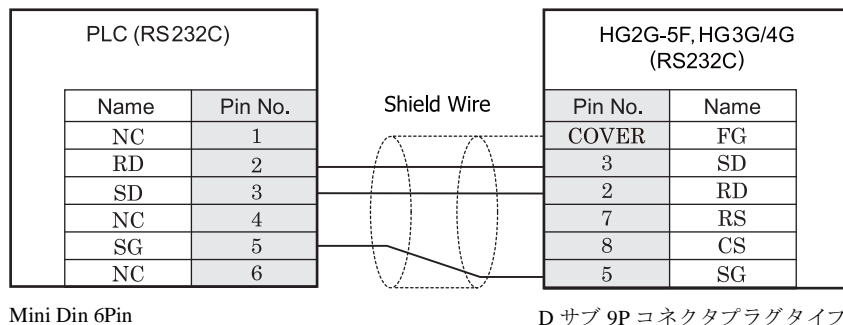 PLC (RS232C)
HG2G-5F, HG3G/4G
(RS232C)
Shield Wire
Name Pin No.
NC 1
RD 2
SD 3
NC 4
SG 5
NC 6
Pin No. Name
COVER FG
3 SD
2 RD
7 RS
8 CS
5 SG
Mini Din 6Pin
D サブ 9P コネクタプラグタイプ